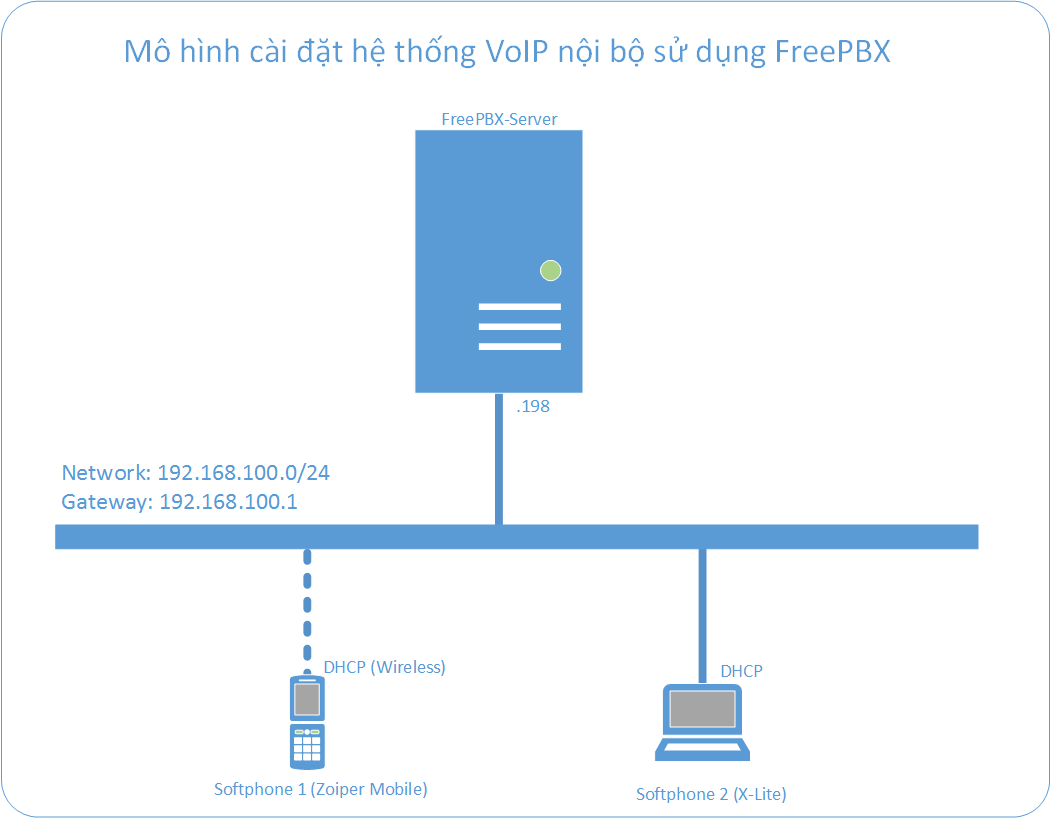 Mô hình cài đặt hệ thống VoIP nội bộ sử dụng FreePBX
FreePBX-Server
.198
Network: 192.168.100.0/24
Gateway: 192.168.100.1
DHCP (Wireless)
DHCP
Softphone 1 (Zoiper Mobile)
Softphone 2 (X-Lite)